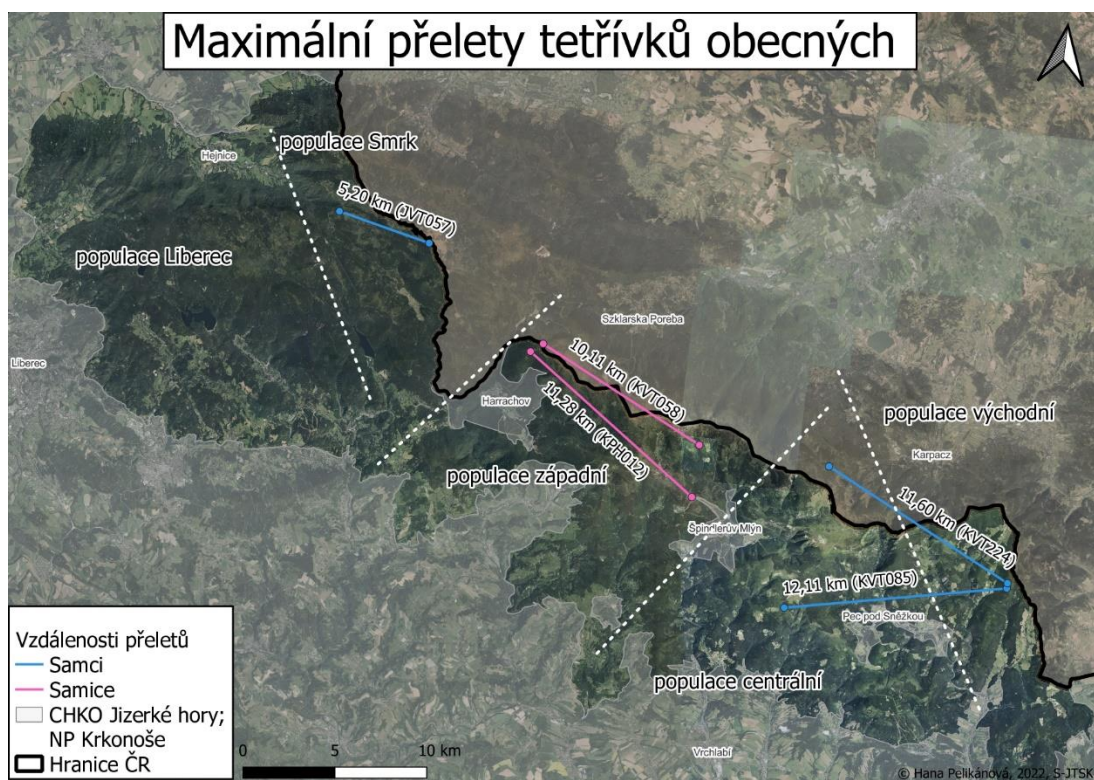 Maximální přelety tetřívků obecných
populace Smrk
Hejnice
5,20 km (JVT057)
populace Liberec
Liberec
Szklarska Poreba
10,11 km (KVT058)
Harrachov
11,28 km (KPH012)
populace západní
populace východní
Karpacz
Špindlerův Mlýn
11,60 km (KVT224)
12,11 km (KVT085)
Pec pod Sněžkou
populace centrální
Vrchlabí
Vzdálenosti přeletů
Samci
Samice
CHKO Jizerké hory;
NP Krkonoše
Hranice ČR
0 5 10 km
© Hana Pelikánová, 2022, S-JTSK